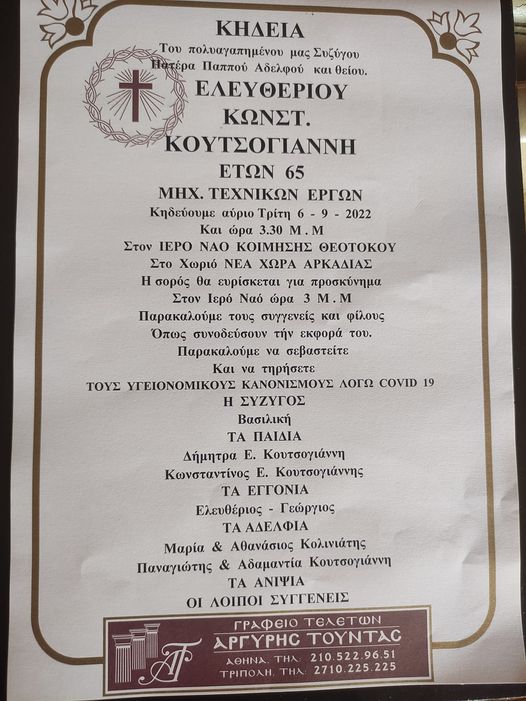 ΚΗΔΕΙΑ
Του πολυαγαπημένου μας Συζύγου
Πατέρα Παππού Αδελφού και θείου.
ΕΛΕΥΘΕΡΙΟΥ
ΚΩΝΣΤ.
ΚΟΥΤΣΟΓΙΑΝΝΗ
ΕΤΩΝ 65
ΜΗΧ. ΤΕΧΝΙΚΩΝ ΕΡΓΩΝ
Κηδεύουμε αύριο Τρίτη 6 - 9 - 2022
Και ώρα 3.30 Μ.Μ
Στον ΙΕΡΟ ΝΑΟ ΚΟΙΜΗΣΗΣ ΘΕΟΤΟΚΟΥ
Στο Χωριό ΝΕΑ ΧΩΡΑ ΑΡΚΑΔΙΑΣ
Η σορός θα ευρίσκεται για προσκύνημα
Στον Ιερό Ναό ώρα 3 Μ.Μ
Παρακαλούμε τους συγγενείς και φίλους
Όπως συνοδεύσουν τήν εκφορά του.
Παρακαλούμε να σεβαστείτε
Και να τηρήσετε
ΤΟΥΣ ΥΓΕΙΟΝΟΜΙΚΟΥΣ ΚΑΝΟΝΙΣΜΟΥΣ ΛΟΓΩ COVID 19
Η ΣΥΖΥΓΟΣ
Βασιλική
ΤΑ ΠΑΙΔΙΑ
Δήμητρα Ε. Κουτσογιάννη
Κωνσταντίνος Ε. Κουτσογιάννης
ΤΑ ΕΓΓΟΝΙΑ
Ελευθέριος - Γεώργιος
ΤΑ ΑΔΕΛΦΙΑ
Μαρία & Αθανάσιος Κολινιάτης
Παναγιώτης & Αδαμαντία Κουτσογιάννη
ΤΑ ΑΝΙΨΙΑ
ΟΙ ΛΟΙΠΟΙ ΣΥΓΓΕΝΕΙΣ
ΓΡΑΦΕΙΟ ΤΕΛΕΤΩΝ
ΑΡΓΥΡΗΣ ΤΟΥΝΤΑΣ
ΑΘΗΝΑ, ΤΗΛ: 210.522.96.51
ΤΡΙΠΟΛΗ, ΤΗΛ: 2710.225.225
ΑΤ